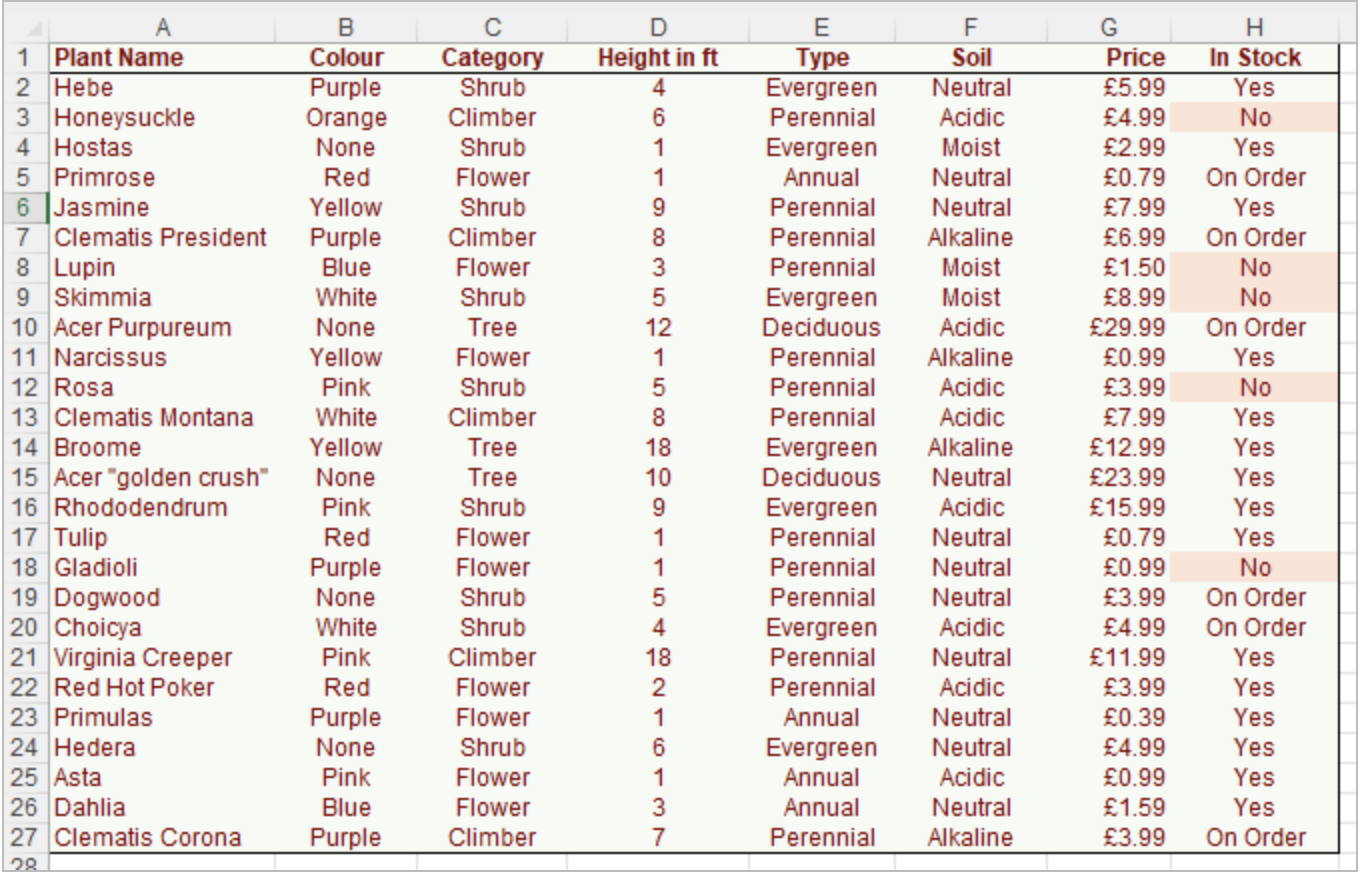 A B C D E F G H
1 Plant Name Colour Category Height in ft Type Soil Price In Stock
2 Hebe Purple Shrub 4 Evergreen Neutral £5.99 Yes
3 Honeysuckle Orange Climber 6 Perennial Acidic £4.99 No
4 Hostas None Shrub 1 Evergreen Moist £2.99 Yes
5 Primrose Red Flower 1 Annual Neutral £0.79 On Order
6 Jasmine Yellow Shrub 9 Perennial Neutral £7.99 Yes
7 Clematis President Purple Climber 8 Perennial Alkaline £6.99 On Order
8 Lupin Blue Flower 3 Perennial Moist £1.50 No
9 Skimmia White Shrub 5 Evergreen Moist £8.99 No
10 Acer Purpureum None Tree 12 Deciduous Acidic £29.99 On Order
11 Narcissus Yellow Flower 1 Perennial Alkaline £0.99 Yes
12 Rosa Pink Shrub 5 Perennial Acidic £3.99 No
13 Clematis Montana White Climber 8 Perennial Acidic £7.99 Yes
14 Broome Yellow Tree 18 Evergreen Alkaline £12.99 Yes
15 Acer "golden crush" None Tree 10 Deciduous Neutral £23.99 Yes
16 Rhododendrum Pink Shrub 9 Evergreen Acidic £15.99 Yes
17 Tulip Red Flower 1 Perennial Neutral £0.79 Yes
18 Gladioli Purple Flower 1 Perennial Neutral £0.99 No
19 Dogwood None Shrub 5 Perennial Neutral £3.99 On Order
20 Choicya White Shrub 4 Evergreen Acidic £4.99 On Order
21 Virginia Creeper Pink Climber 18 Perennial Neutral £11.99 Yes
22 Red Hot Poker Red Flower 2 Perennial Acidic £3.99 Yes
23 Primulas Purple Flower 1 Annual Neutral £0.39 Yes
24 Hedera None Shrub 6 Evergreen Neutral £4.99 Yes
25 Asta Pink Flower 1 Annual Acidic £0.99 Yes
26 Dahlia Blue Flower 3 Annual Neutral £1.59 Yes
27 Clematis Corona Purple Climber 7 Perennial Alkaline £3.99 On Order
28